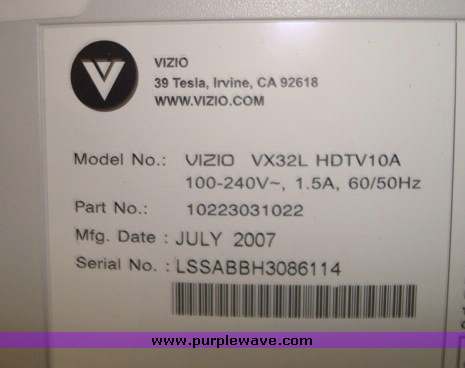 V
VIZIO
39 Tesla, Irvine, CA 92618
WWW.VIZIO.COM
Model No.: VIZIO VX32L HDTV10A
100-240V~, 1.5A, 60/50Hz
Part No.: 10223031022
Mfg. Date : JULY 2007
Serial No. : LSSABBH3086114
www.purplewave.com